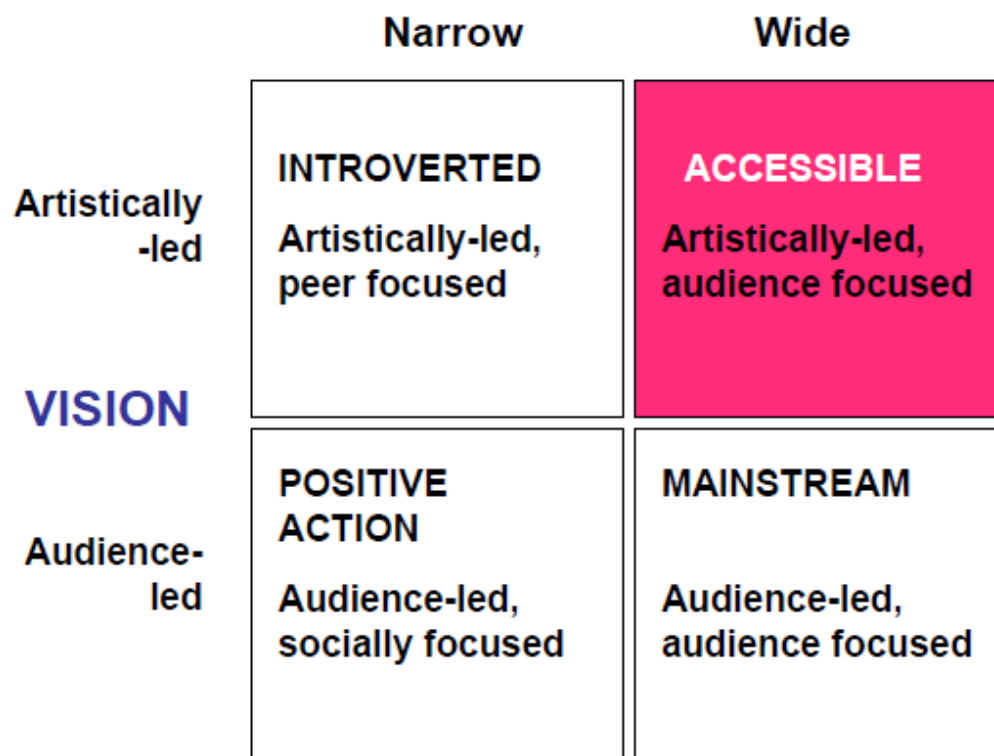 Narrow Wide
Artistically
-led
INTROVERTED
Artistically-led,
peer focused
ACCESSIBLE
Artistically-led,
audience focused
VISION
Audience-
led
POSITIVE
ACTION
Audience-led,
socially focused
MAINSTREAM
Audience-led,
audience focused